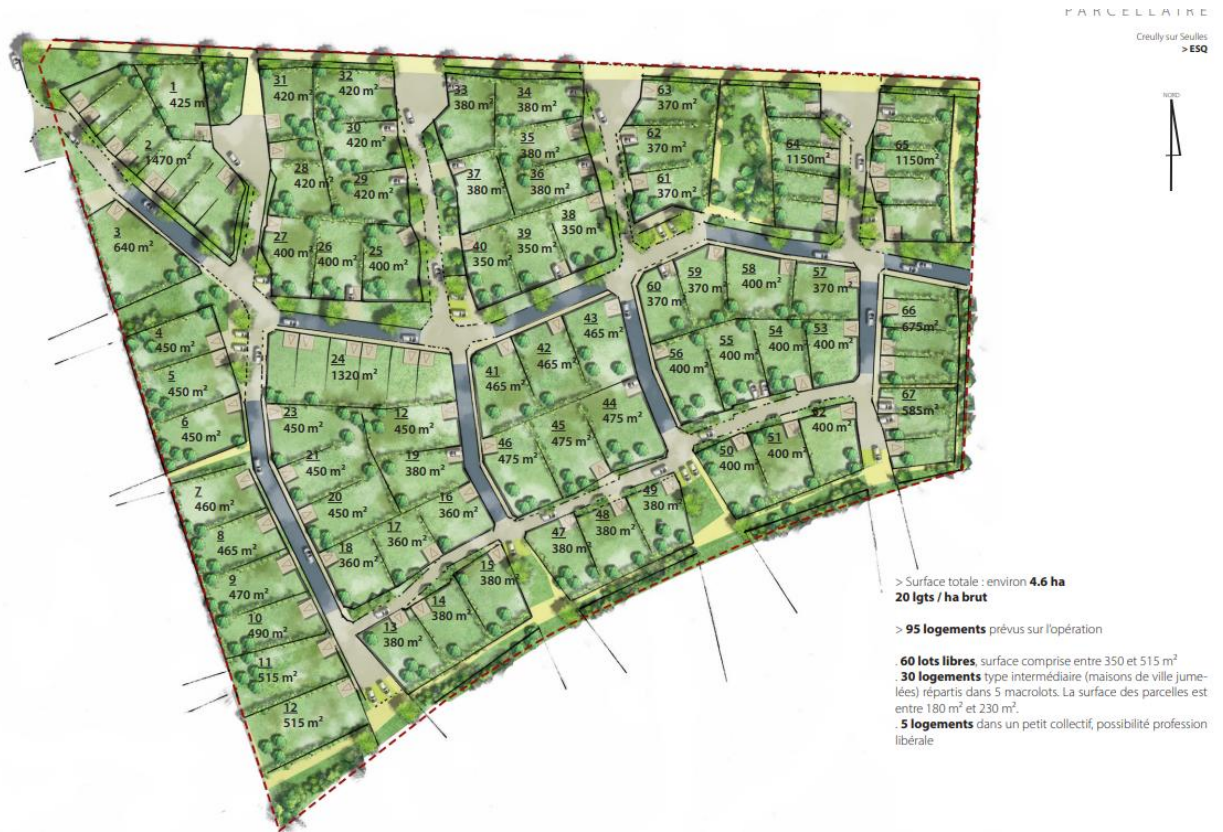 PARCELLAIRE
Creully sur Seulles
> ESQ
NORD
1
425 m
2
1470 m²
3
640 m²
4
450 m²
5
450 m²
6
450 m²
7
460 m²
8
465 m²
9
470 m²
10
490 m²
11
515 m²
12
515 m²
13
380 m²
14
380 m²
15
380 m²
16
360 m²
17
360 m²
18
360 m²
19
380 m²
20
450 m²
21
450 m²
12
450 m²
23
450 m²
24
1320 m²
25
400 m²
26
400 m²
27
400 m²
28
420 m²
29
420 m²
30
420 m²
31
420 m²
32
420 m²
33
380 m²
34
380 m²
35
380 m²
36
380 m²
37
380 m²
38
350 m²
39
350 m²
40
350 m²
41
465 m²
42
465 m²
43
465 m²
44
475 m²
45
475 m²
46
475 m²
47
380 m²
48
380 m²
49
380 m²
50
400 m²
51
400 m²
52
400 m²
53
400 m²
54
400 m²
55
400 m²
56
400 m²
57
370 m²
58
400 m²
59
370 m²
60
370 m²
61
370 m²
62
370 m²
63
370 m²
64
1150m²
65
1150m²
66
675m²
67
585m²
> Surface totale : environ 4.6 ha
20 lgts / ha brut
> 95 logements prévus sur l'opération
. 60 lots libres, surface comprise entre 350 et 515 m²
. 30 logements type intermédiaire (maisons de ville jume-
lées) répartis dans 5 macrolots. La surface des parcelles est
entre 180 m² et 230 m².
. 5 logements dans un petit collectif, possibilité profession
libérale